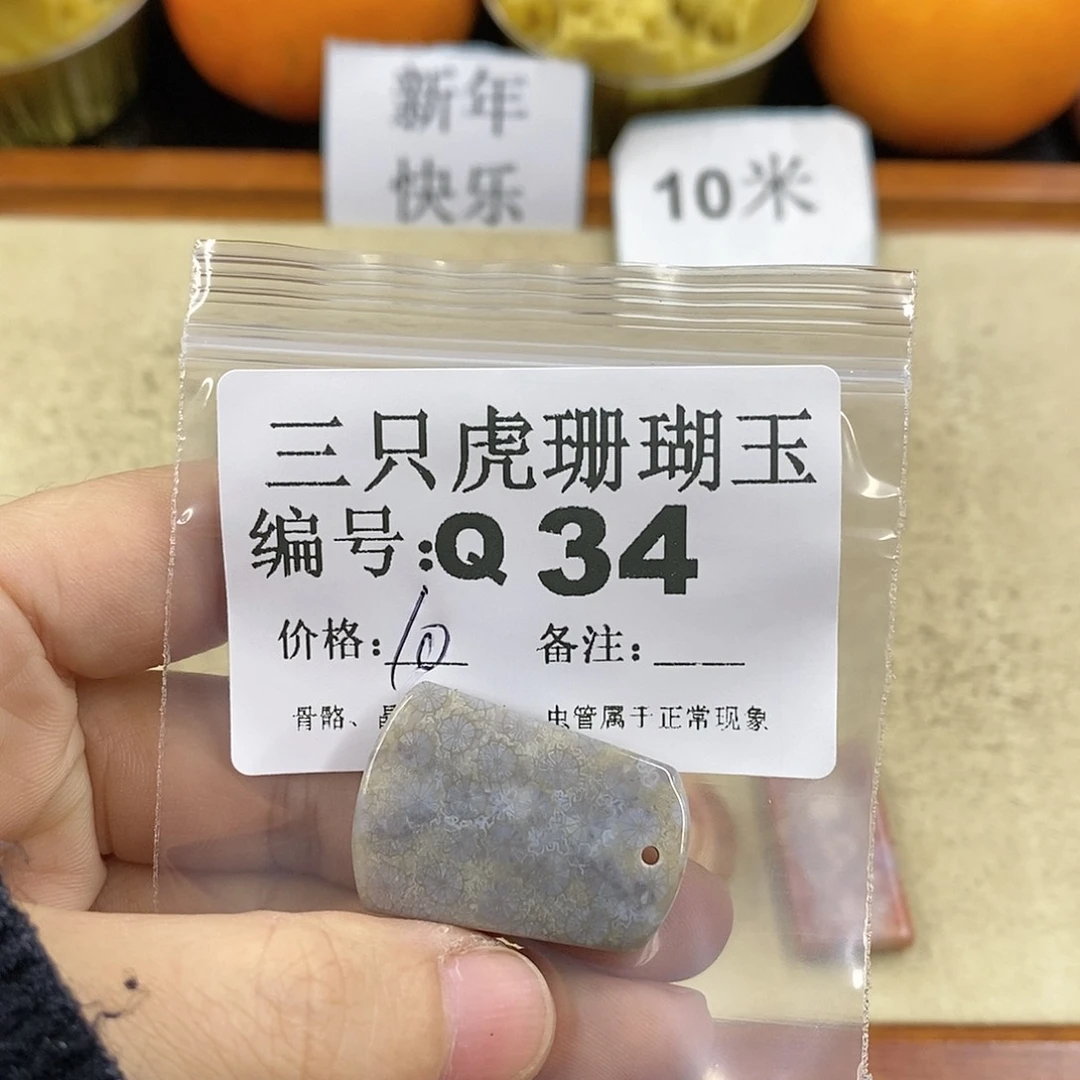 新年
快乐
10米
三只虎珊瑚玉
编号:Q 34
价格:10 备注:
骨骼、 虫管属于正常现象